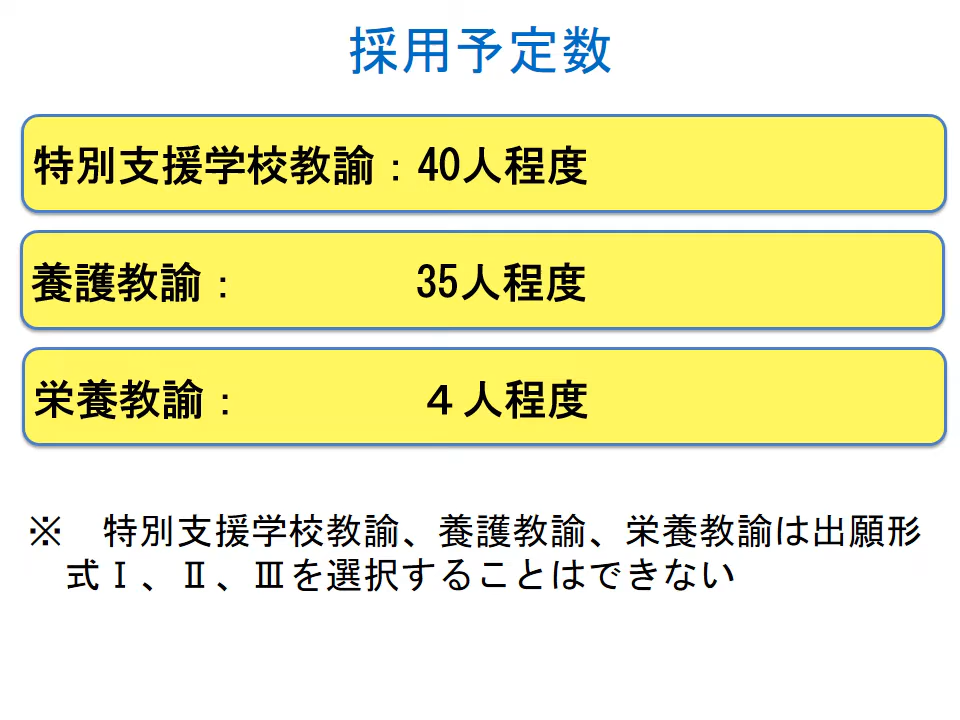 採用予定数
特別支援学校教諭：40人程度
養護教諭：　　　　35人程度
栄養教諭：　　　　４人程度
※　特別支援学校教諭、養護教諭、栄養教諭は出願形
式Ⅰ、Ⅱ、Ⅲを選択することはできない